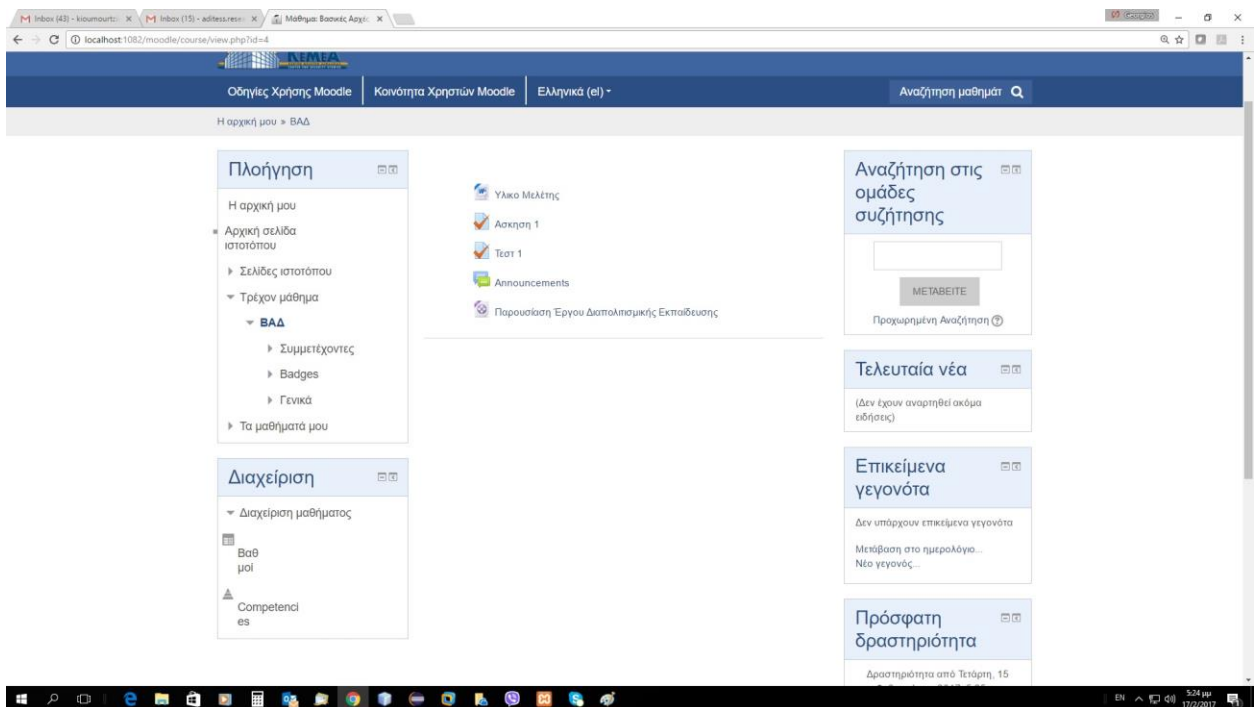 Inbox (43) - kioumourtz
Inbox (15) - aditess.rese
Μάθημα: Βασικές Αρχές
Georgios
localhost:1082/moodle/course/view.php?id=4
KEMEA
Οδηγίες Χρήσης Moodle
Κοινότητα Χρηστών Moodle
Ελληνικά (el)
Αναζήτηση μαθημάτ
Η αρχική μου » ΒΑΔ
Πλοήγηση
Η αρχική μου
Αρχική σελίδα
ιστοτόπου
Σελίδες ιστοτόπου
Τρέχον μάθημα
ΒΑΔ
Συμμετέχοντες
Badges
Γενικά
Τα μαθήματά μου
Διαχείριση
Διαχείριση μαθήματος
Βαθ
μοί
Competenci
es
Υλικο Μελέτης
Ασκηση 1
Τεστ 1
Announcements
Παρουσίαση Έργου Διαπολιτισμικής Εκπαίδευσης
Αναζήτηση στις
ομάδες
συζήτησης
ΜΕΤΑΒΕΙΤΕ
Προχωρημένη Αναζήτηση
Τελευταία νέα
(Δεν έχουν αναρτηθεί ακόμα
ειδήσεις)
Επικείμενα
γεγονότα
Δεν υπάρχουν επικείμενα γεγονότα
Μετάβαση στο ημερολόγιο...
Νέο γεγονός...
Πρόσφατη
δραστηριότητα
Δραστηριότητα από Τετάρτη, 15
EN
5:24 μμ
17/2/2017